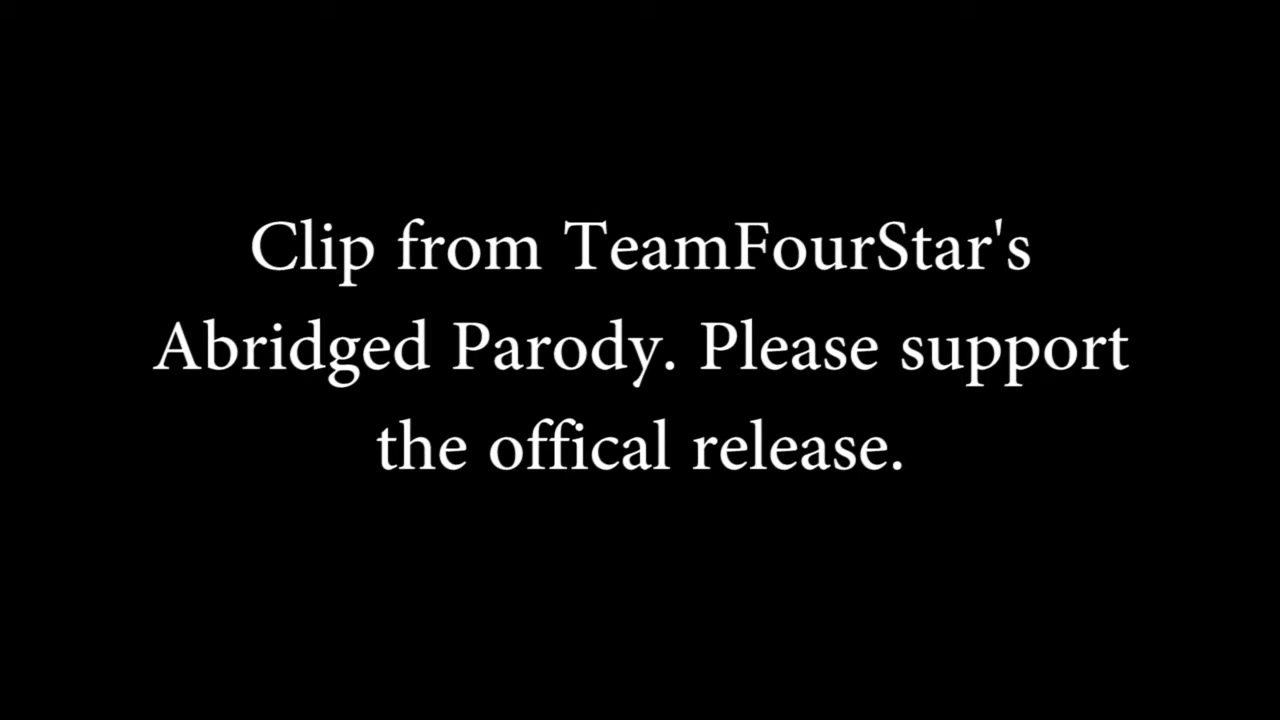 Clip from TeamFourStar's
Abridged Parody. Please support
the offical release.